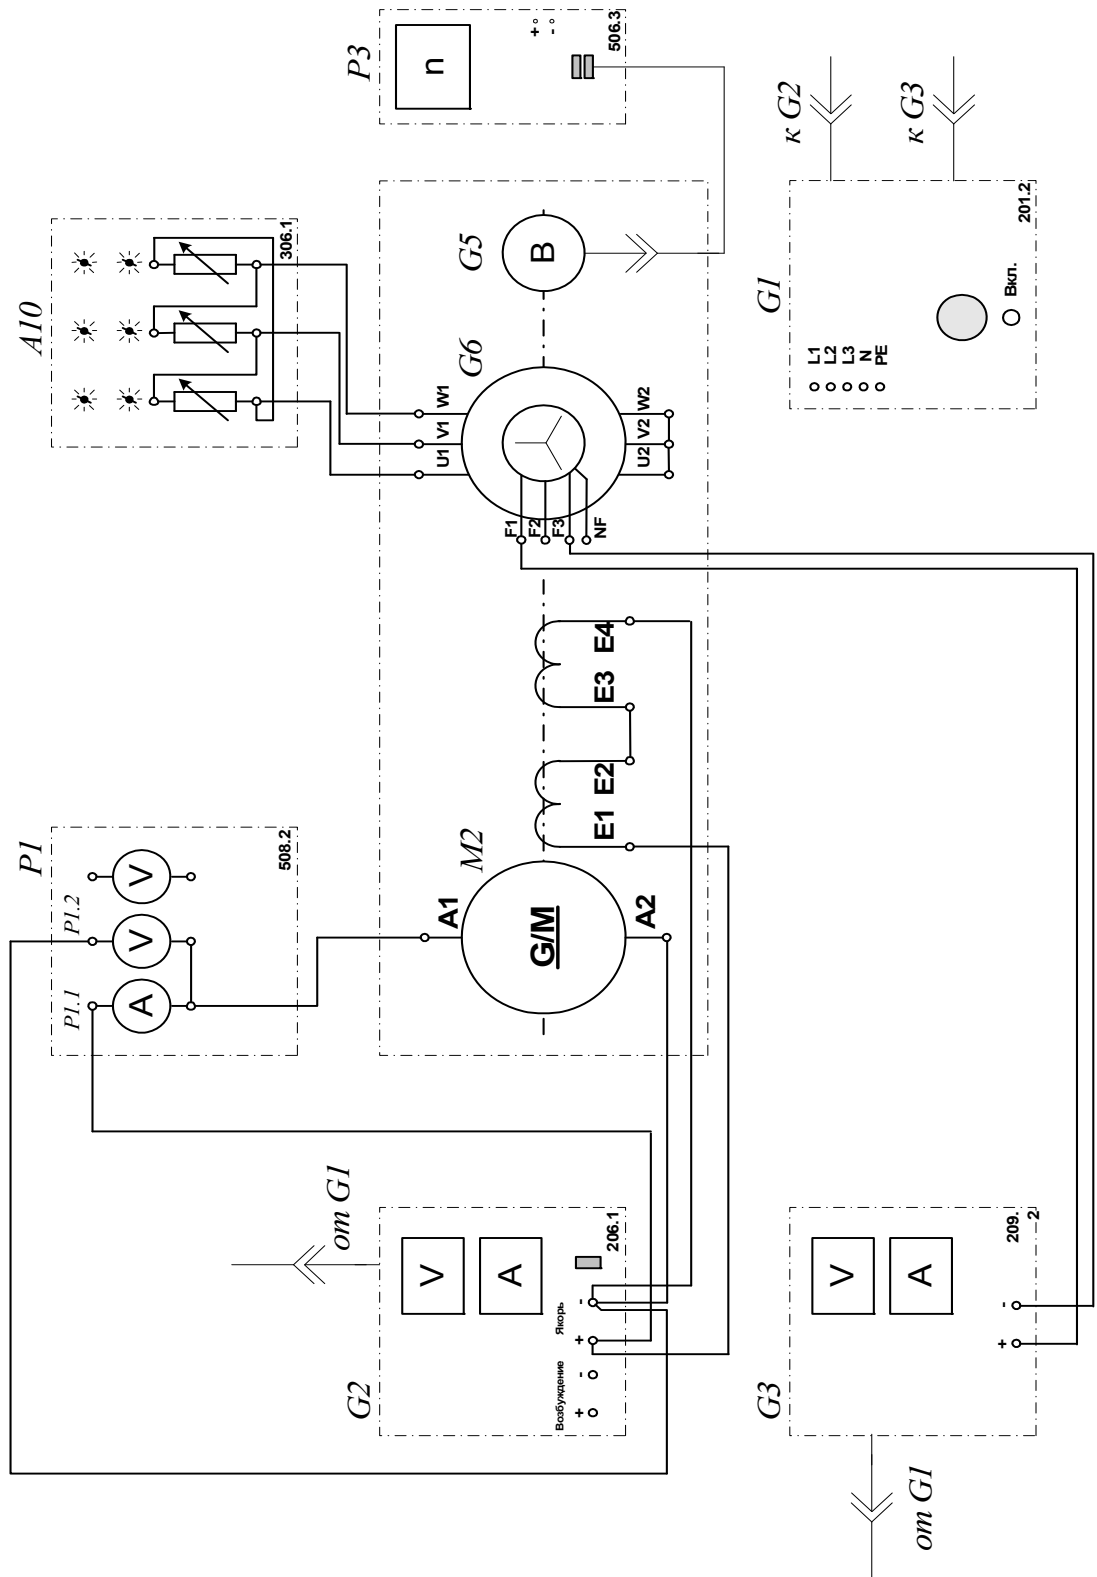 P1
P1.1
P1.2
A
V
V
508.2
A10
306.1
P3
n
+
-
506.3
от G1
G2
V
A
206.1
Возбуждение
Якорь
+
-
+
-
M2
A1
G/M
A2
E1
E2
E3
E4
G6
U1
V1
W1
F1
F2
F3
NF
U2
V2
W2
G5
B
G3
V
A
209.
2
+
-
от G1
G1
L1
L2
L3
N
PE
Вкл.
201.2
к G2
к G3